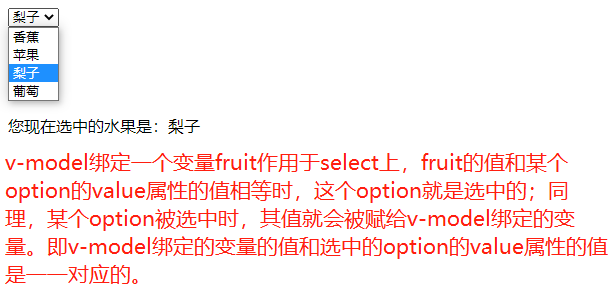 梨子
香蕉
苹果
梨子
葡萄
您现在选中的水果是：梨子
v-model绑定一个变量fruit作用于select上，fruit的值和某个
option的value属性的值相等时，这个option就是选中的；同
理，某个option被选中时，其值就会被赋给v-model绑定的变
量。即v-model绑定的变量的值和选中的option的value属性的值
是一一对应的。